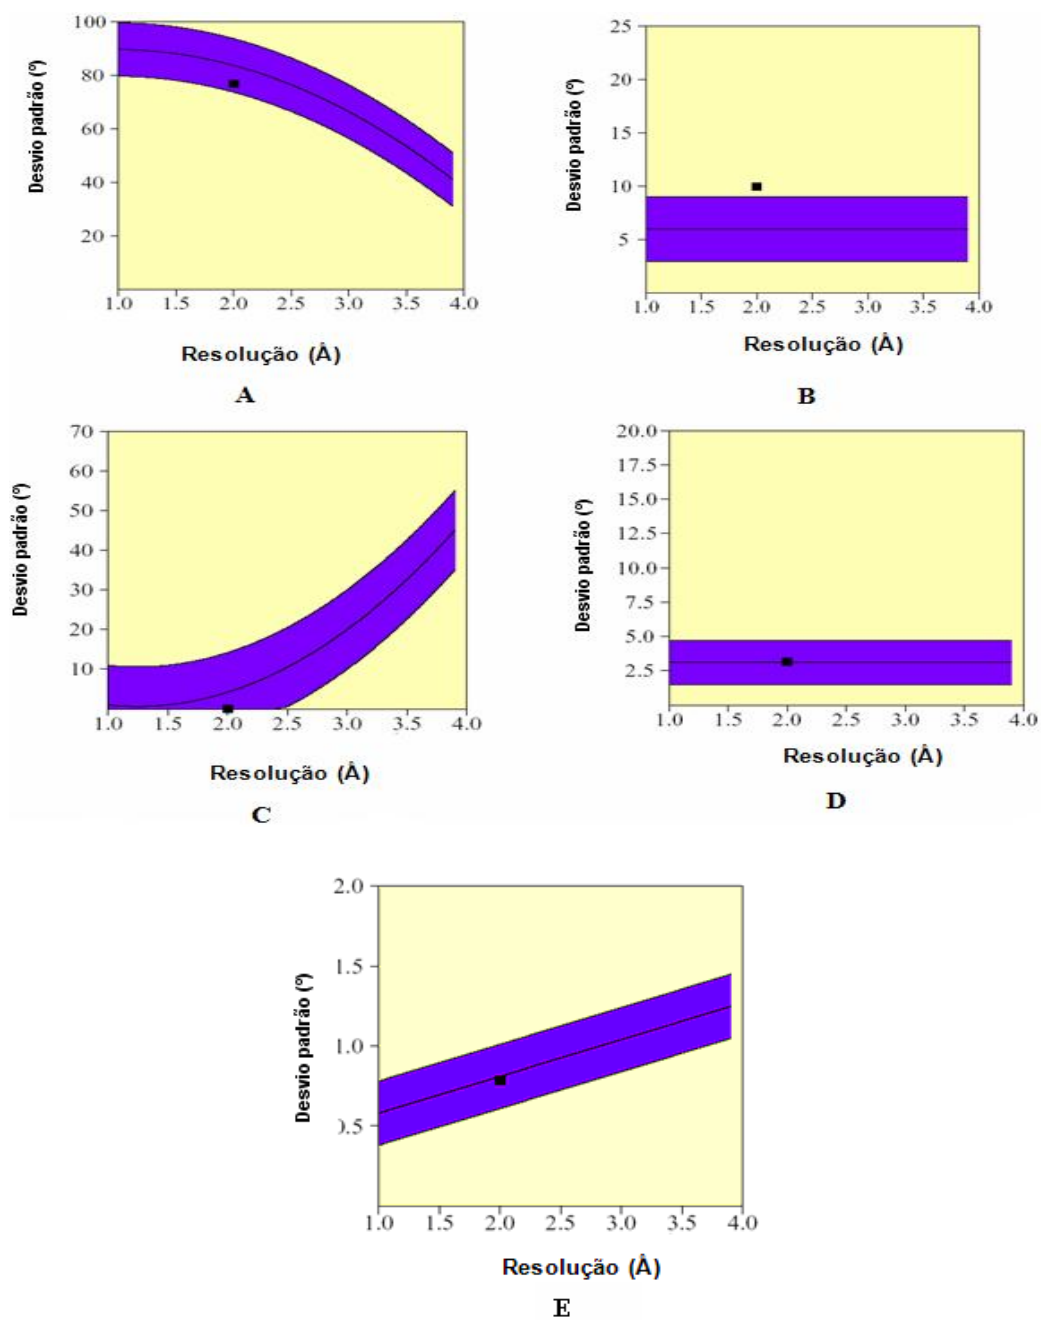 Desvio padrão (º)
100
80
60
40
20
1.0 1.5 2.0 2.5 3.0 3.5 4.0
Resolução (Å)
A
Desvio padrão (º)
25
20
15
10
5
1.0 1.5 2.0 2.5 3.0 3.5 4.0
Resolução (Å)
B
Desvio padrão (º)
70
60
50
40
30
20
10
1.0 1.5 2.0 2.5 3.0 3.5 4.0
Resolução (Å)
C
Desvio padrão (º)
20.0
17.5
15.0
12.5
10.0
7.5
5.0
2.5
1.0 1.5 2.0 2.5 3.0 3.5 4.0
Resolução (Å)
D
Desvio padrão (º)
2.0
1.5
1.0
).5
1.0 1.5 2.0 2.5 3.0 3.5 4.0
Resolução (Å)
E